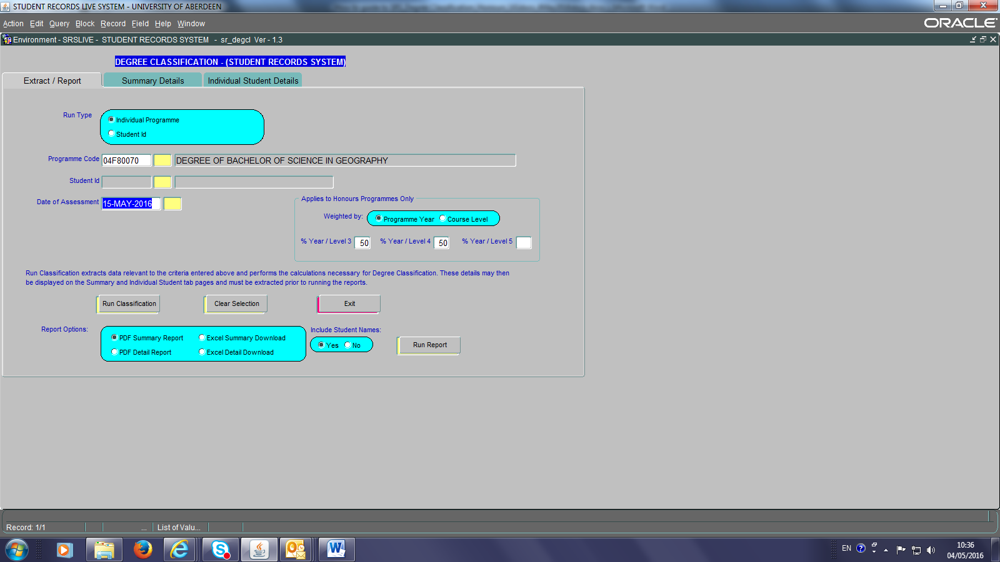 STUDENT RECORDS LIVE SYSTEM - UNIVERSITY OF ABERDEEN
Action Edit Query Block Record Field Help Window
ORACLE
Environment - SRSLIVE - STUDENT RECORDS SYSTEM - sr_degcl Ver - 1.3
DEGREE CLASSIFICATION - (STUDENT RECORDS SYSTEM)
Extract / Report Summary Details Individual Student Details
Run Type
Individual Programme
Student Id
Programme Code 04F80070 DEGREE OF BACHELOR OF SCIENCE IN GEOGRAPHY
Student Id
Date of Assessment 15-MAY-2016
Applies to Honours Programmes Only
Weighted by: Programme Year Course Level
% Year / Level 3 50 % Year / Level 4 50 % Year / Level 5
Run Classification extracts data relevant to the criteria entered above and performs the calculations necessary for Degree Classification. These details may then
be displayed on the Summary and Individual Student tab pages and must be extracted prior to running the reports.
Run Classification Clear Selection Exit
Report Options:
PDF Summary Report Excel Summary Download
PDF Detail Report Excel Detail Download
Include Student Names:
Yes No
Run Report
Record: 1/1 ... List of Valu...
EN
10:36
04/05/2016